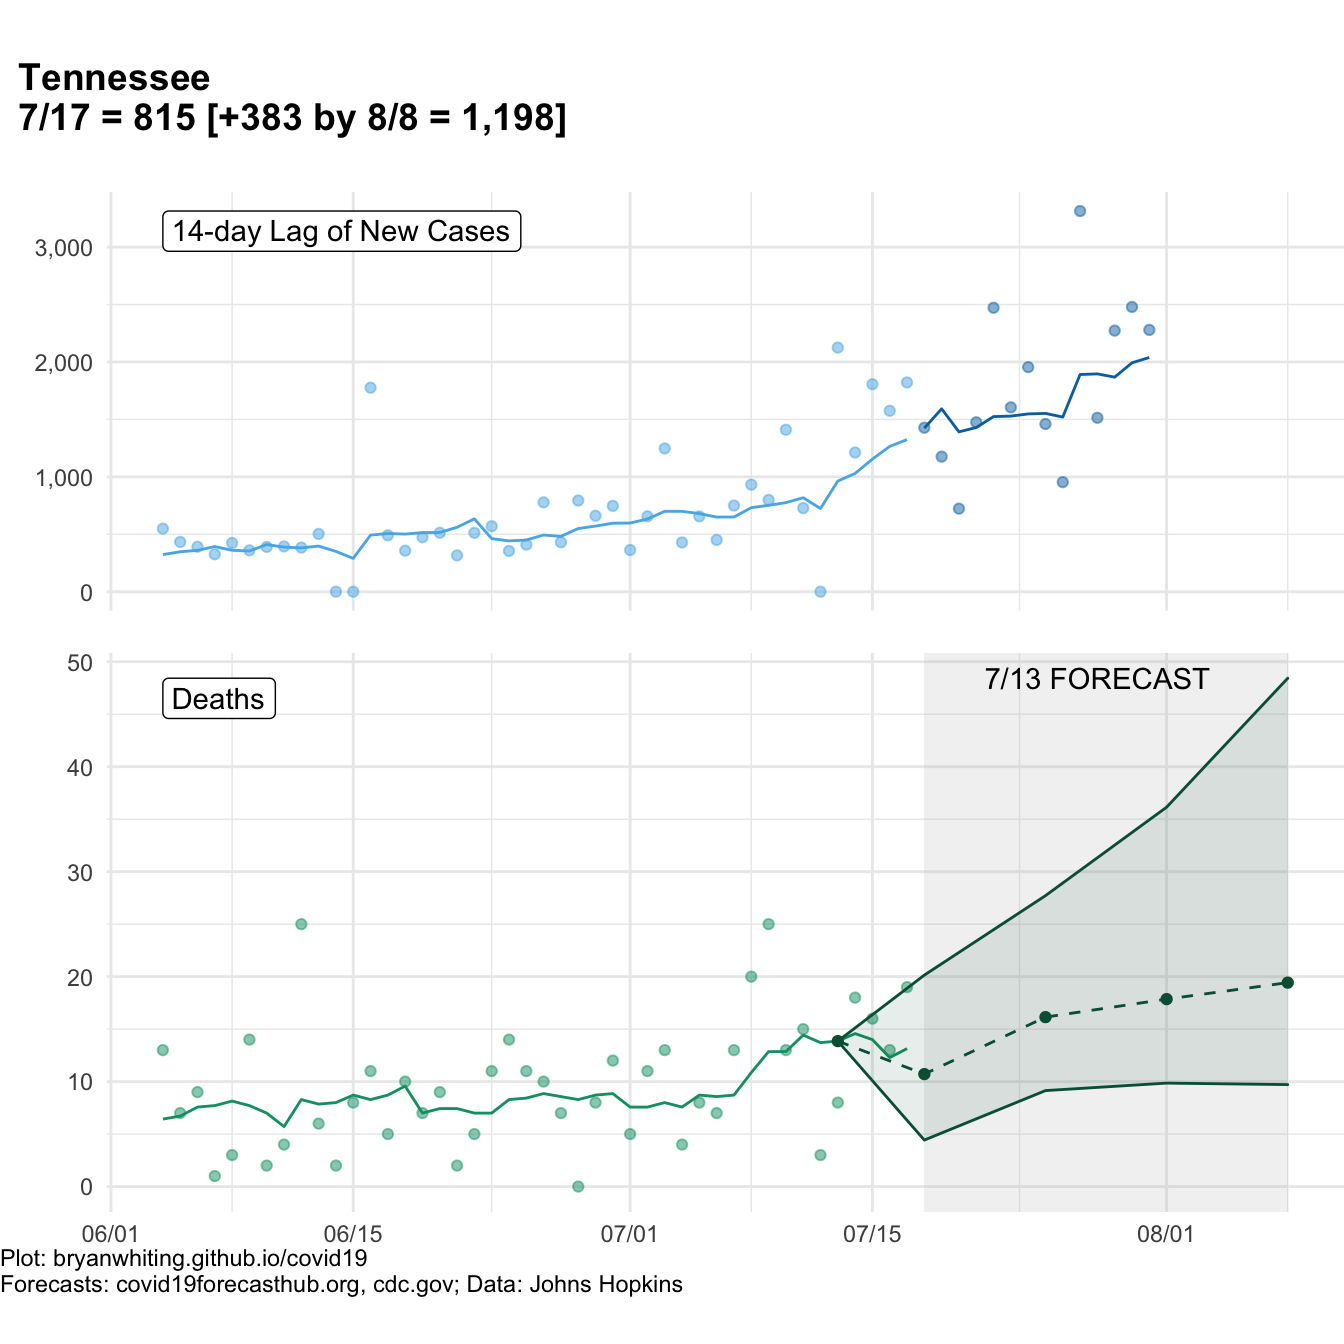 Tennessee
7/17 = 815 [+383 by 8/8 = 1,198]
14-day Lag of New Cases
3,000
2,000
1,000
0
50
7/13 FORECAST
Deaths
40
30
20
10
0
06/01 06/15 07/01 07/15 08/01
Plot: bryanwhiting.github.io/covid19
Forecasts: covid19forecasthub.org, cdc.gov; Data: Johns Hopkins